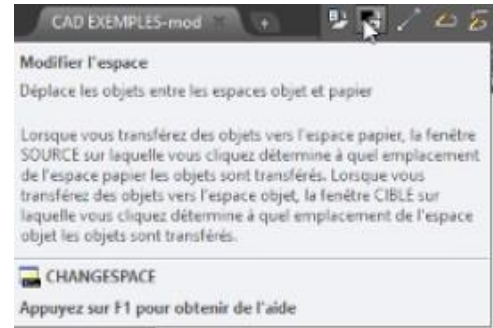 CAD EXEMPLES-mod
Modifier l'espace
Déplace les objets entre les espaces objet et papier
Lorsque vous transférez des objets vers l'espace papier, la fenêtre
SOURCE sur laquelle vous cliquez détermine à quel emplacement
de l'espace papier les objets sont transférés. Lorsque vous
transférez des objets vers l'espace objet, la fenêtre CIBLE sur
laquelle vous cliquez détermine à quel emplacement de l'espace
objet les objets sont transférés.
CHANGESPACE
Appuyez sur F1 pour obtenir de l'aide